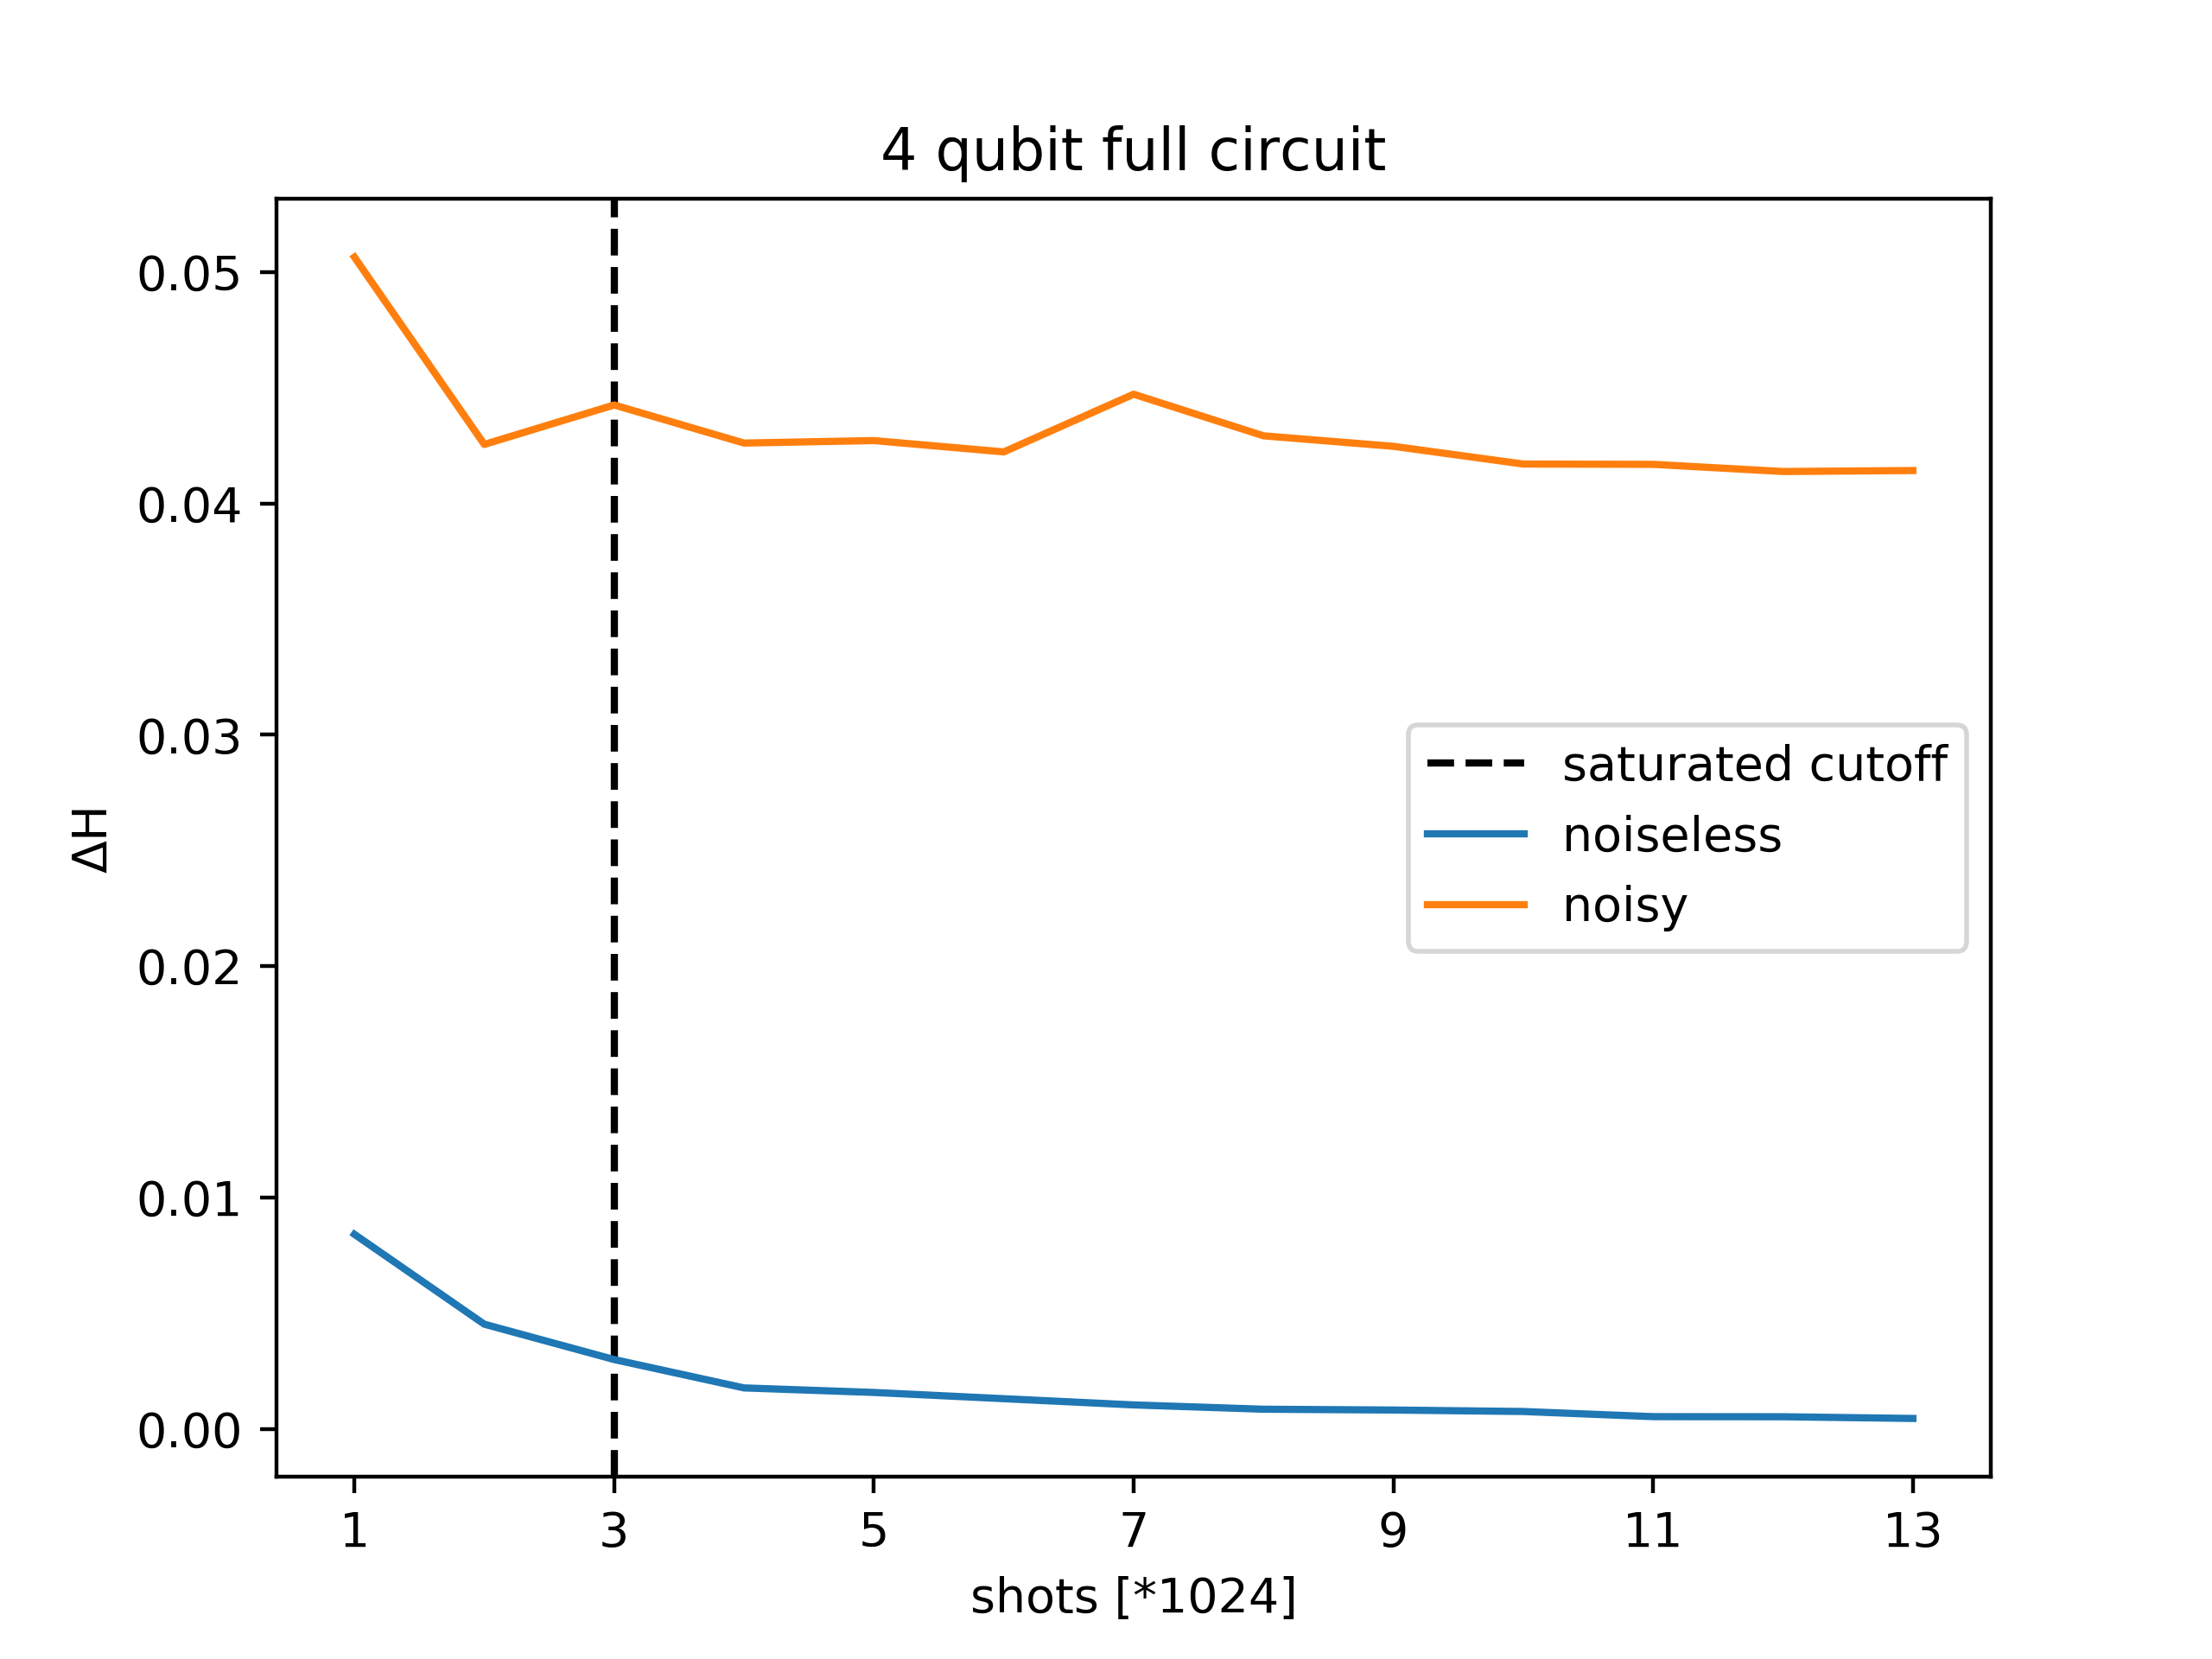 4 qubit full circuit
0.05
0.04
0.03
0.02
0.01
0.00
ΔH
saturated cutoff
noiseless
noisy
1 3 5 7 9 11 13
shots [*1024]